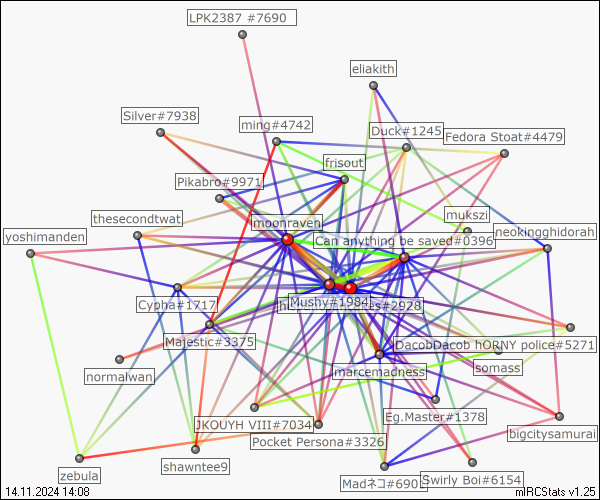 LPK2387 #7690
eliakith
Silver#7938
ming#4742
Duck#1245
Fedora Stoat#4479
frisout
Pikabro#9971
mukszi
thesecondtwat
moonraven
neokingghidorah
yoshimanden
Can anything be saved#0396
Cypha#1717
Mushy#1984
#2928
Majestic#3375
DacobDacob hORNY police#5271
normalwan
marcemadness
somass
Eg.Master#1378
JKOUYH VIII#7034
bigcitysamurai
Pocket Persona#3326
shawntee9
zebula
Madネコ#690
Swirly Boi#6154
14.11.2024 14:08
mIRCStats v1.25